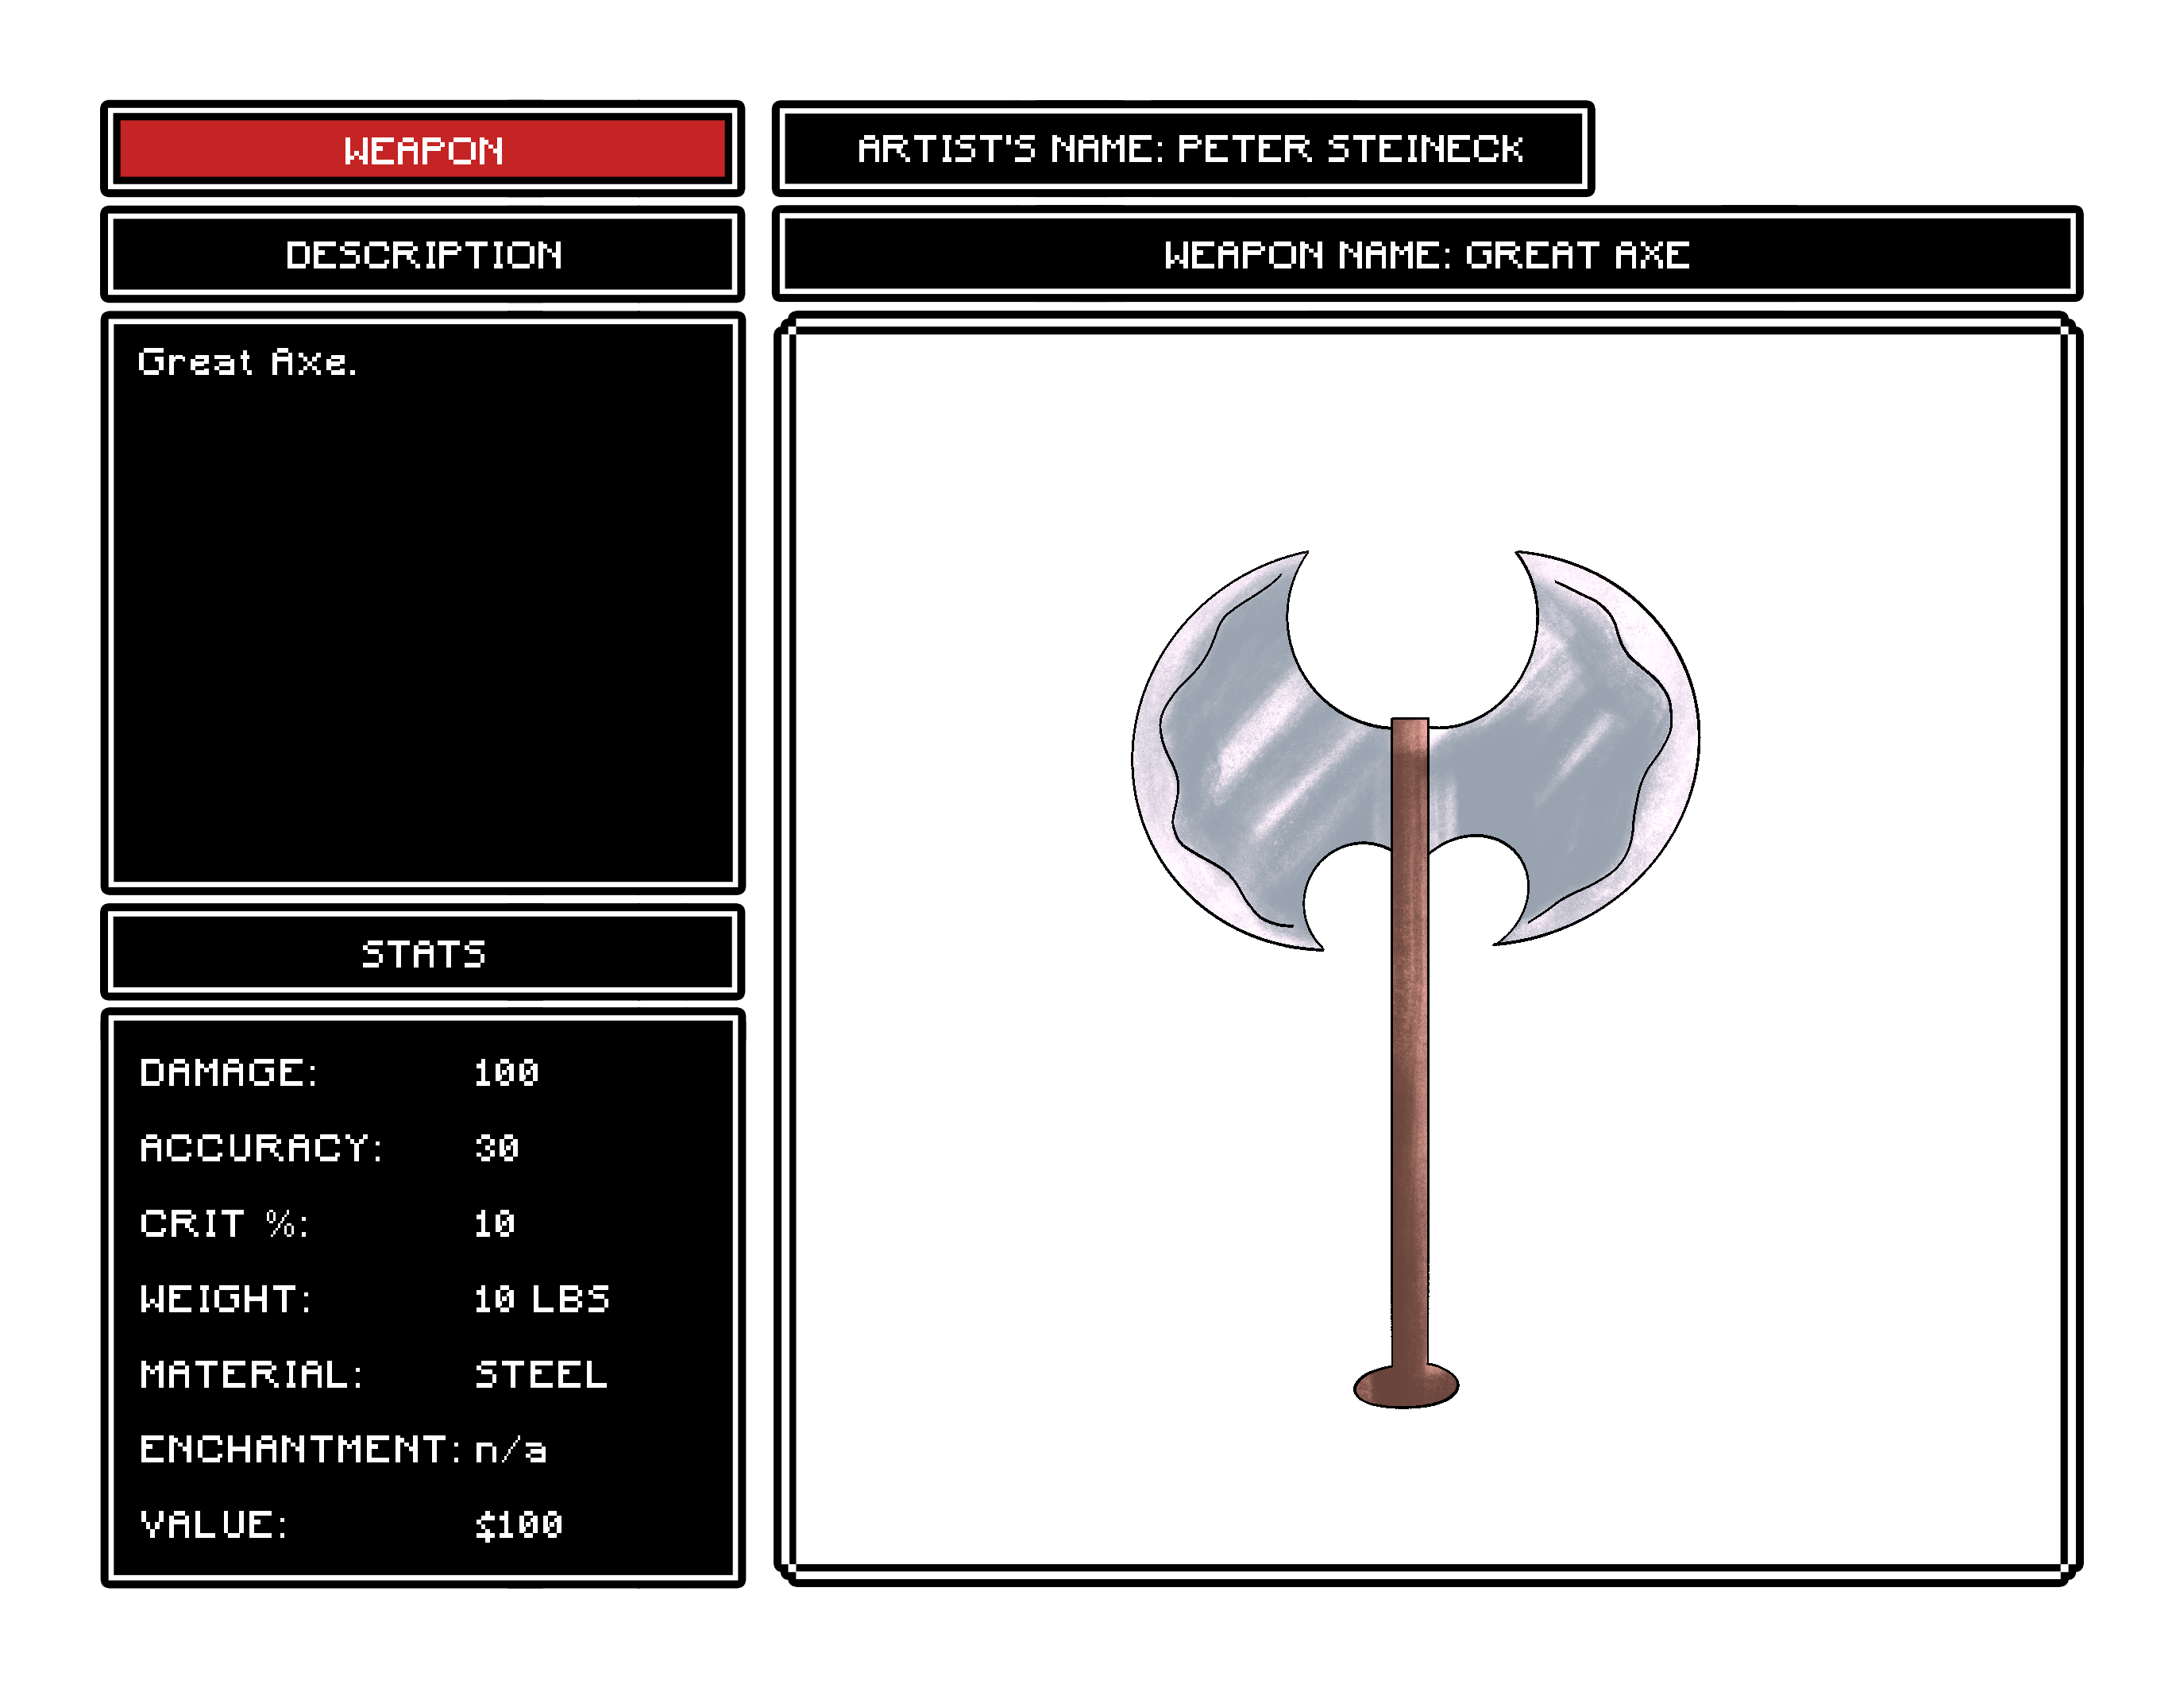 WEAPON
ARTIST'S NAME: PETER STEINECK
DESCRIPTION
WEAPON NAME: GREAT AXE
Great Axe.
STATS
DAMAGE: 100
ACCURACY: 30
CRIT %: 10
WEIGHT: 10 LBS
MATERIAL: STEEL
ENCHANTMENT: n/a
VALUE: $100